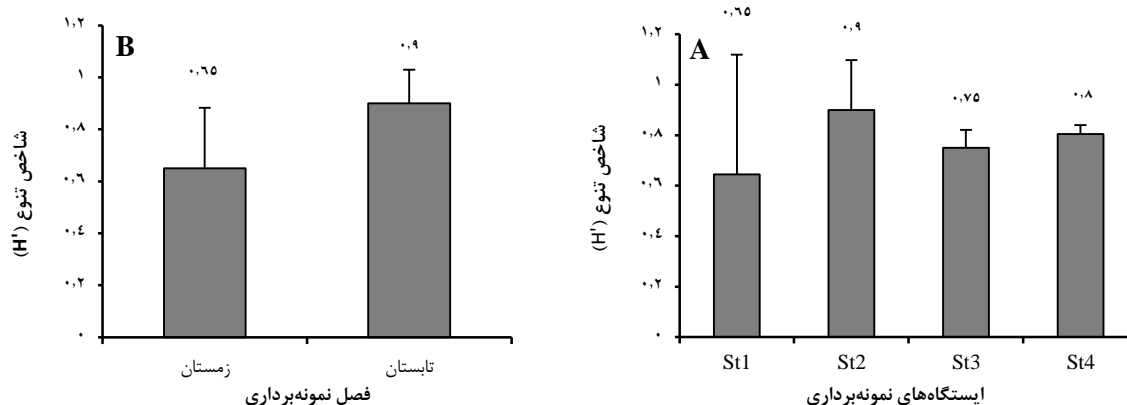 B
۱٫۲
۱
۰٫۸
۰٫۶
۰٫۴
۰٫۲
۰
شاخص تنوع (H')
۰٫۶۵
۰٫۹
زمستان
تابستان
فصل نمونه‌برداری
A
۱٫۲
۱
۰٫۸
۰٫۶
۰٫۴
۰٫۲
۰
شاخص تنوع (H')
۰٫۶۵
۰٫۹
۰٫۷۵
۰٫۸
St1
St2
St3
St4
ایستگاه‌های نمونه‌برداری